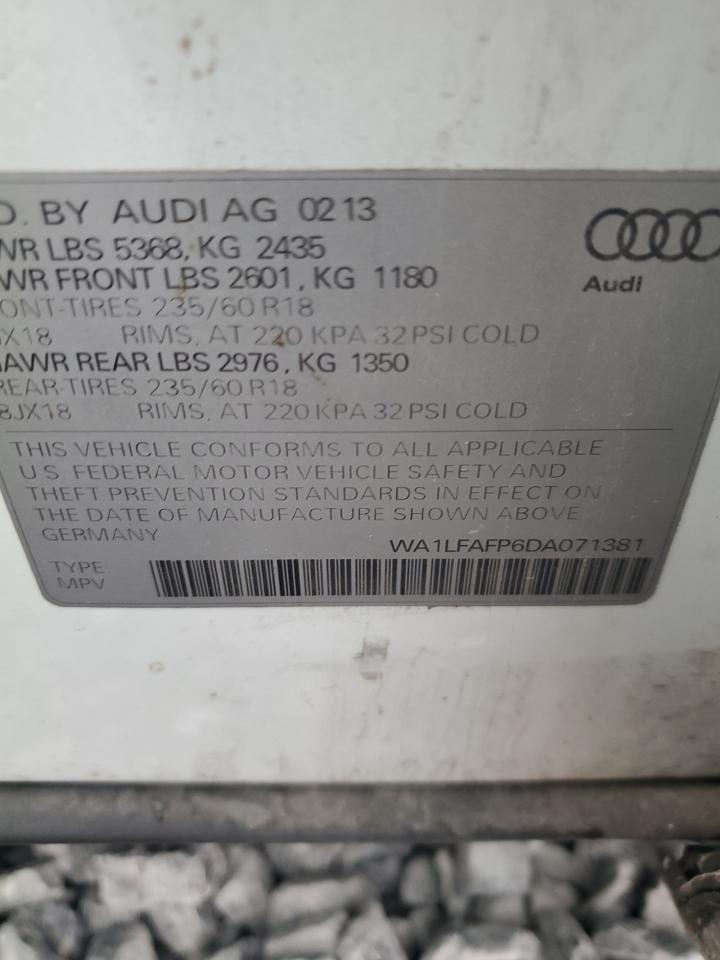 D. BY AUDI AG 0213
WR LBS 5368, KG 2435
WR FRONT LBS 2601, KG 1180
ONT-TIRES 235/60 R18
JX18 RIMS, AT 220 KPA 32 PSI COLD
AWR REAR LBS 2976, KG 1350
REAR-TIRES 235/60 R18
8JX18 RIMS, AT 220 KPA 32 PSI COLD
Audi
THIS VEHICLE CONFORMS TO ALL APPLICABLE
U.S. FEDERAL MOTOR VEHICLE SAFETY AND
THEFT PREVENTION STANDARDS IN EFFECT ON
THE DATE OF MANUFACTURE SHOWN ABOVE
GERMANY
WA1LFAFP6DA071381
TYPE
MPV